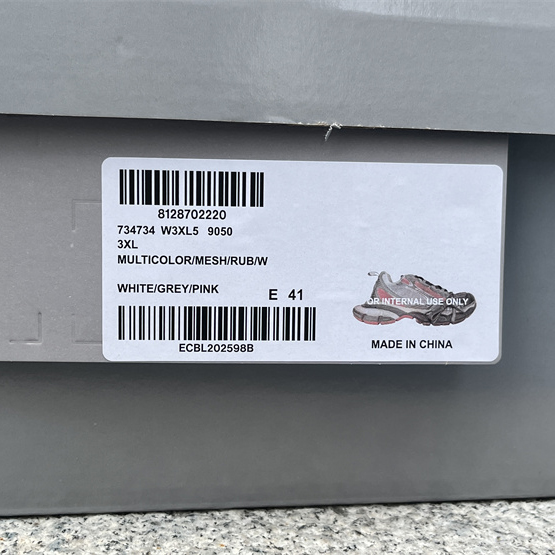 8128702220
734734 W3XL5 9050
3XL
MULTICOLOR/MESH/RUB/W
WHITE/GREY/PINK
E 41
OR INTERNAL USE ONLY
ECBL202598B
MADE IN CHINA